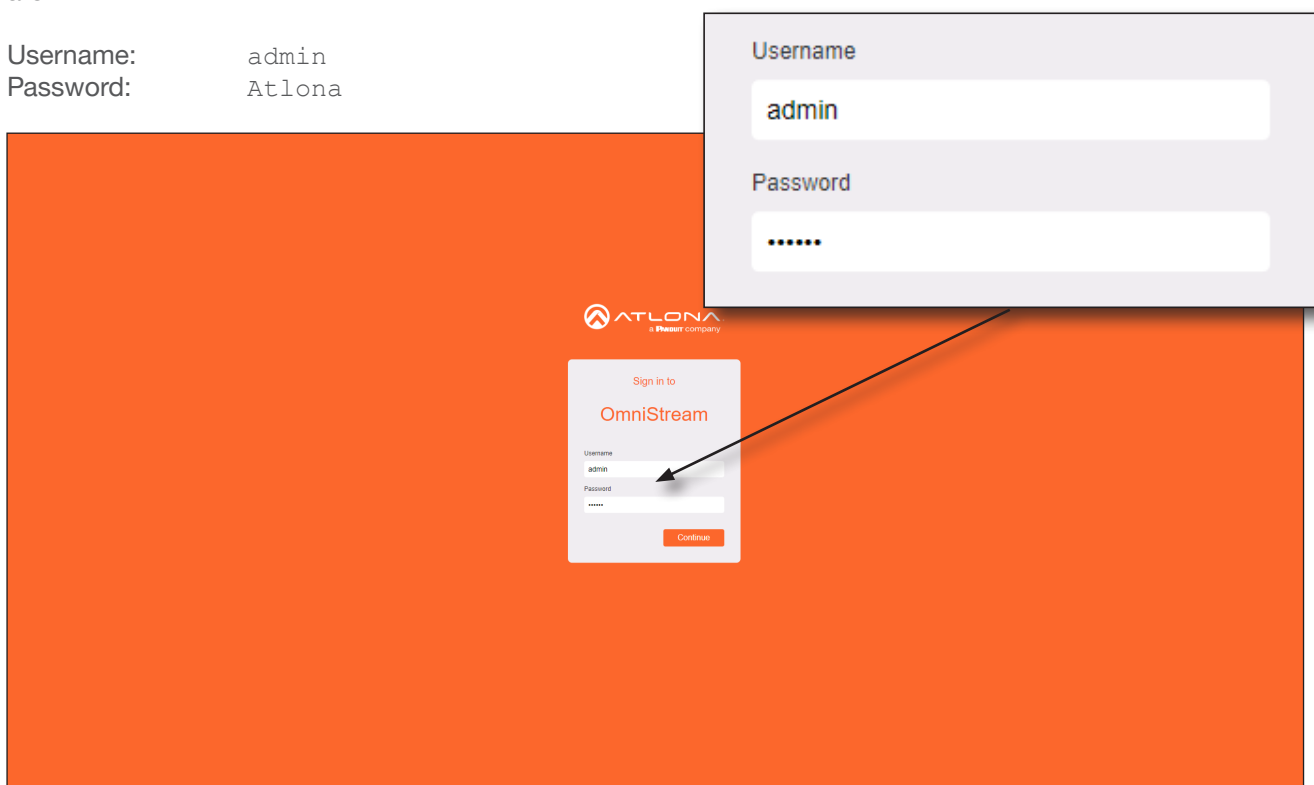 Username: admin
Password: Atlona
Username
admin
Password
••••••
ATLONA
a PANDUIT company
Sign in to
OmniStream
Username
admin
Password
••••••
Continue